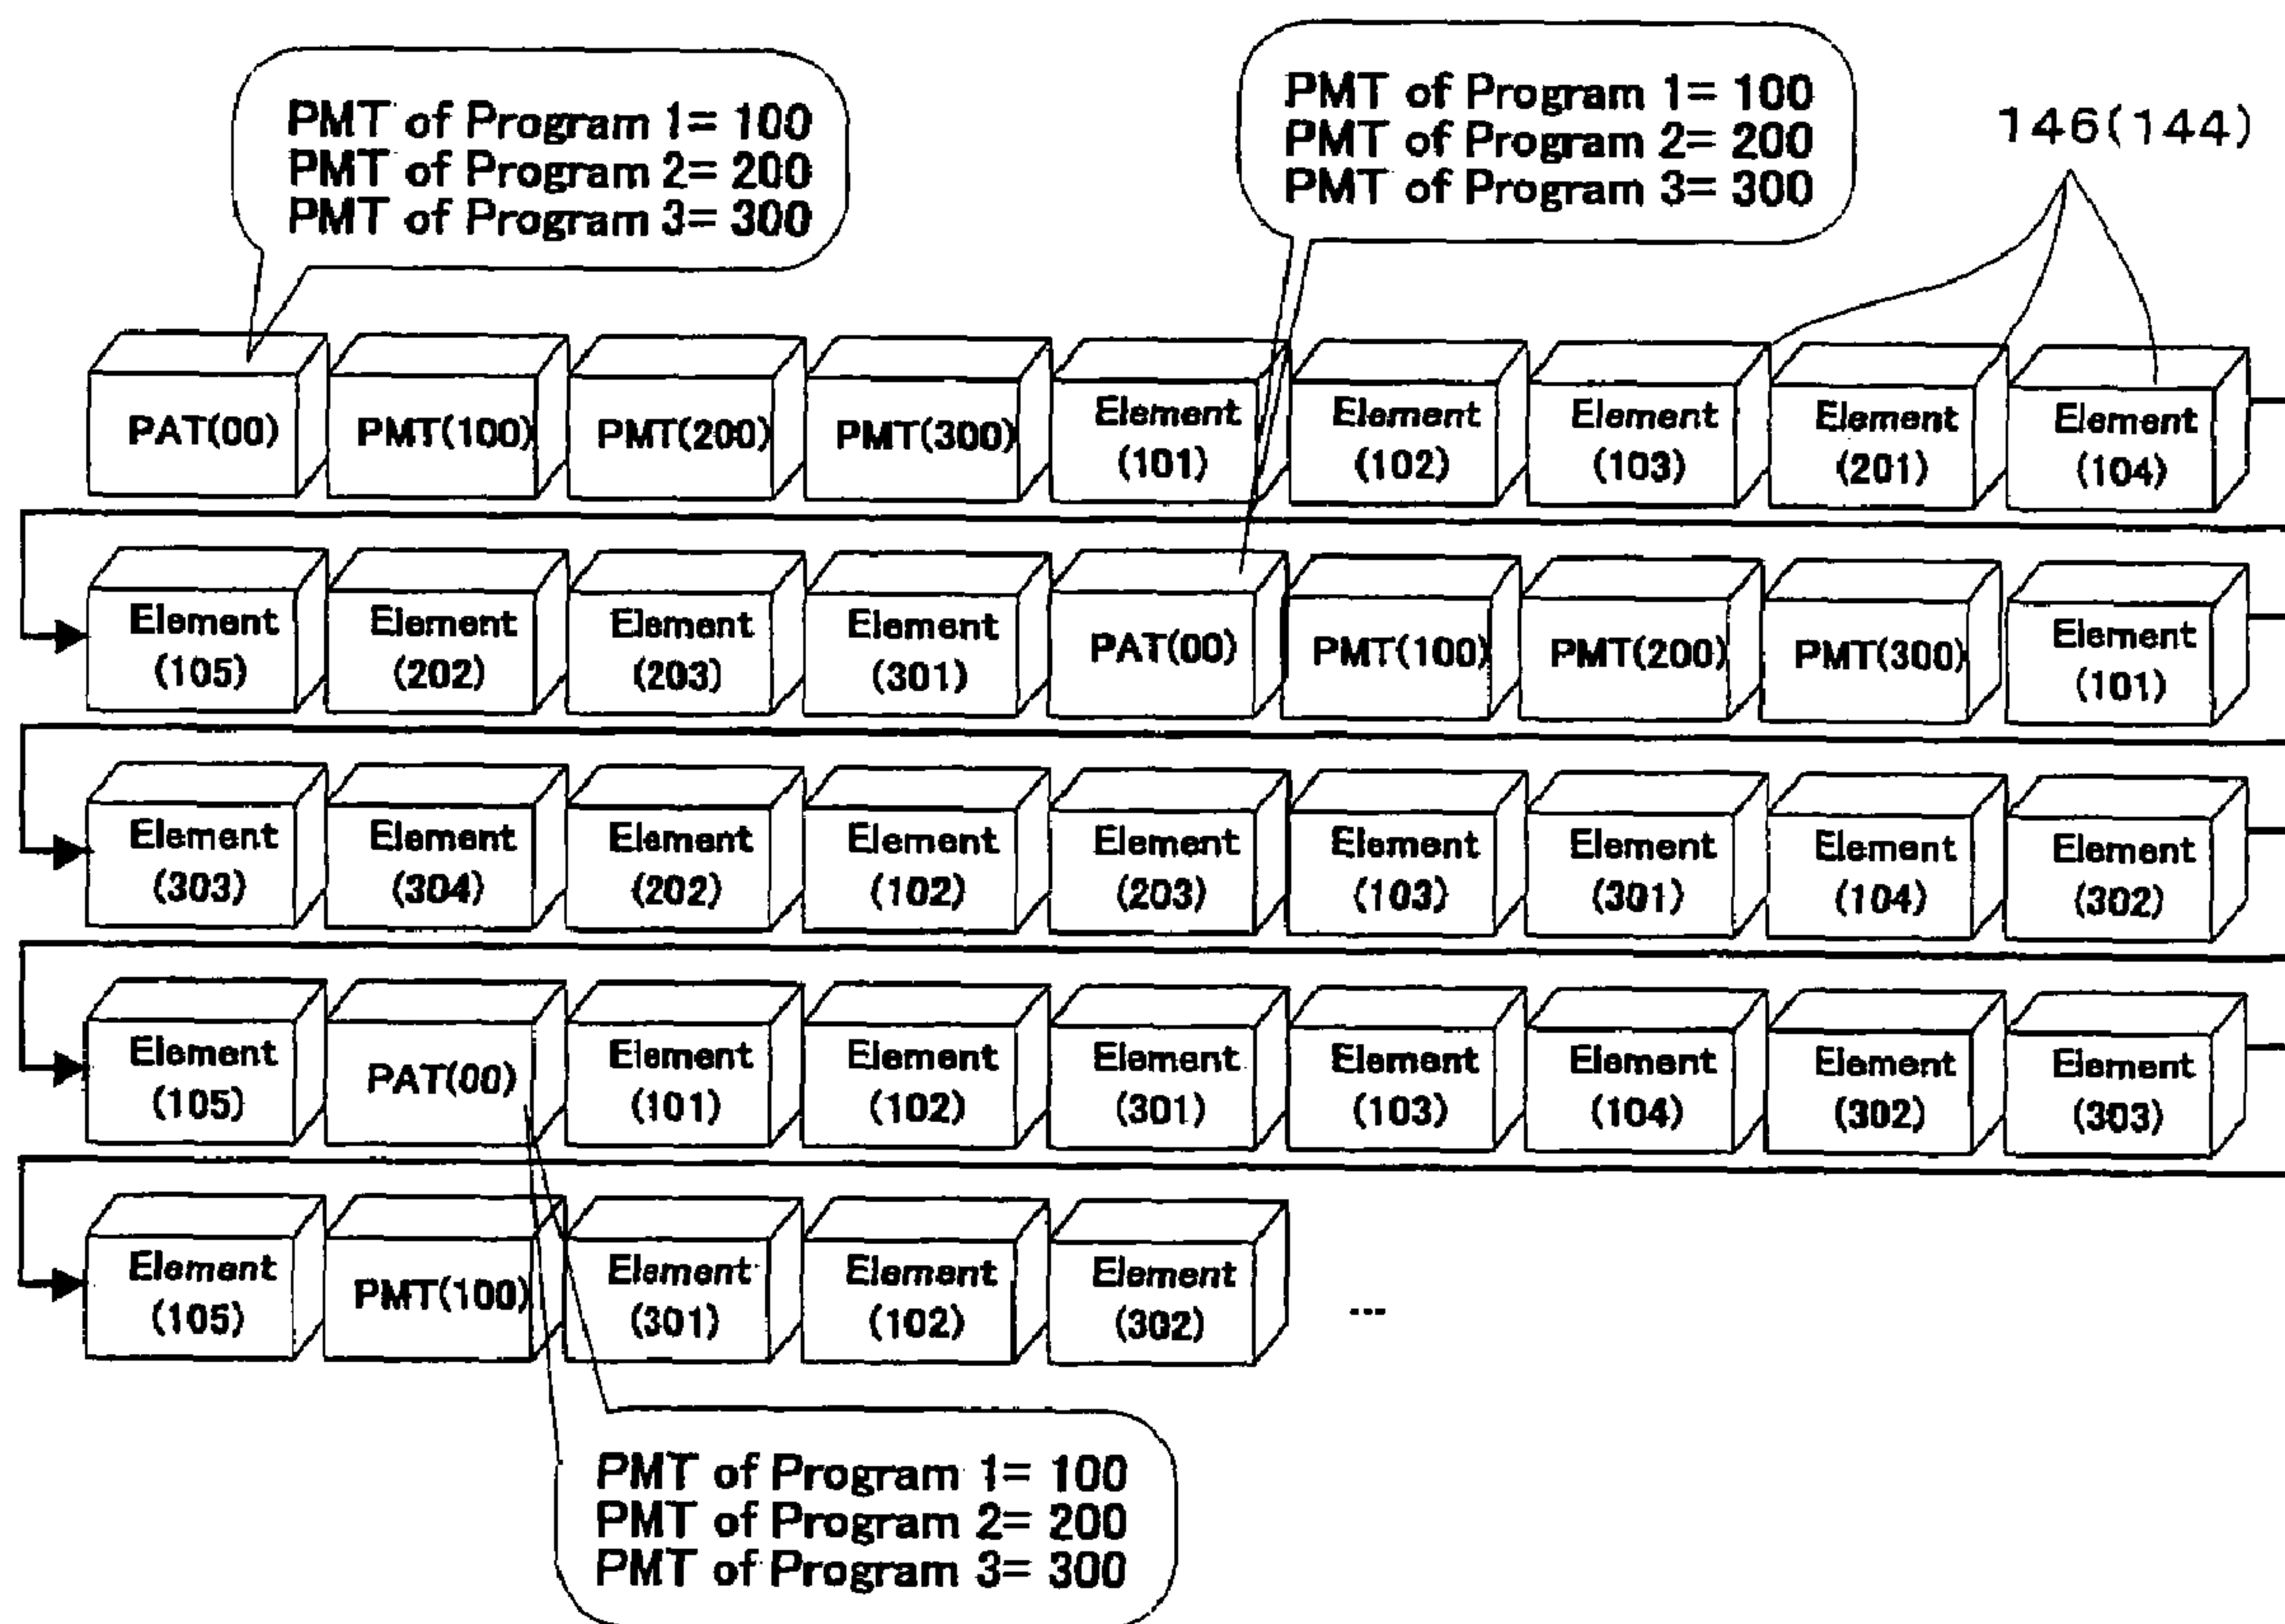 PMT of Program 1= 100
PMT of Program 2= 200
PMT of Program 3= 300
PMT of Program 1= 100
PMT of Program 2= 200
PMT of Program 3= 300
146(144)
PAT(00)
PMT(100)
PMT(200)
PMT(300)
Element
(101)
Element
(102)
Element
(103)
Element
(201)
Element
(104)
Element
(105)
Element
(202)
Element
(203)
Element
(301)
PAT(00)
PMT(100)
PMT(200)
PMT(300)
Element
(101)
Element
(303)
Element
(304)
Element
(202)
Element
(102)
Element
(203)
Element
(103)
Element
(301)
Element
(104)
Element
(302)
Element
(105)
PAT(00)
Element
(101)
Element
(102)
Element
(301)
Element
(103)
Element
(104)
Element
(302)
Element
(303)
Element
(105)
PMT(100)
Element
(301)
Element
(102)
Element
(302)
...
PMT of Program 1= 100
PMT of Program 2= 200
PMT of Program 3= 300